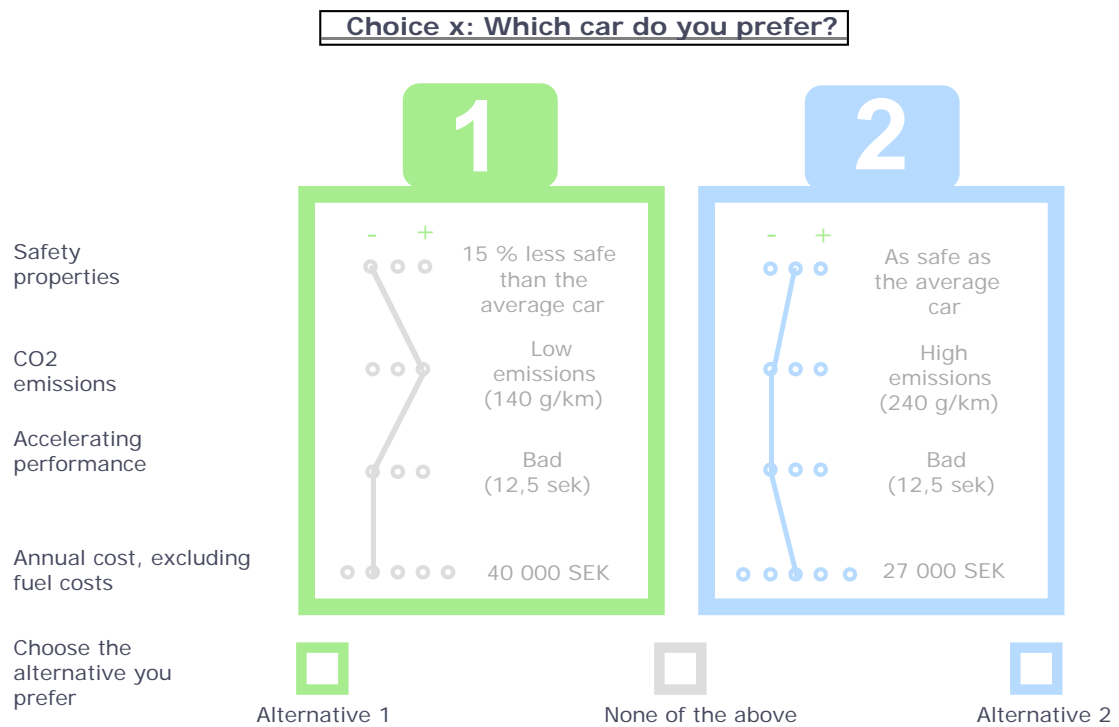 Choice x: Which car do you prefer?
1
2
Safety
properties
- +
15 % less safe
than the
average car
- +
As safe as
the average
car
CO2
emissions
Low
emissions
(140 g/km)
High
emissions
(240 g/km)
Accelerating
performance
Bad
(12,5 sek)
Bad
(12,5 sek)
Annual cost, excluding
fuel costs
40 000 SEK
27 000 SEK
Choose the
alternative you
prefer
Alternative 1
None of the above
Alternative 2